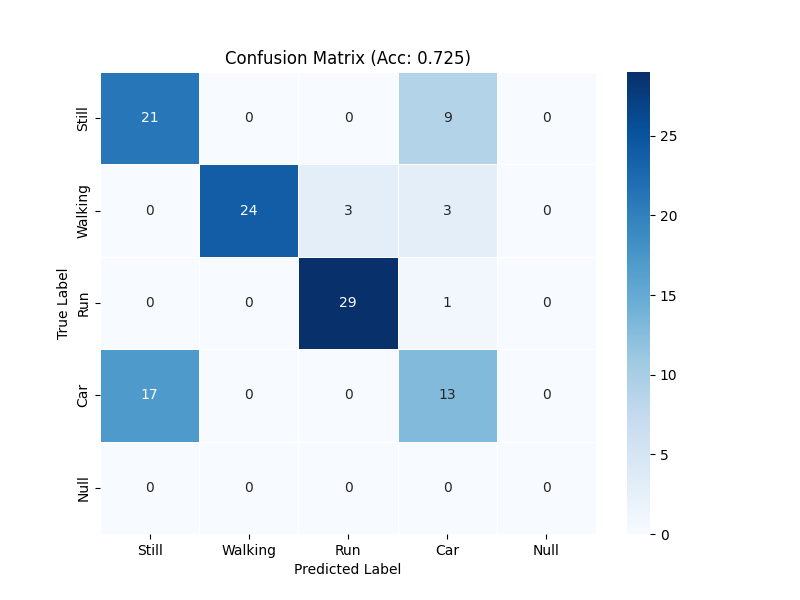 Confusion Matrix (Acc: 0.725)
True Label
Still 21 0 0 9 0
Walking 0 24 3 3 0
Run 0 0 29 1 0
Car 17 0 0 13 0
Null 0 0 0 0 0
Still Walking Run Car Null
Predicted Label
25
20
15
10
5
0